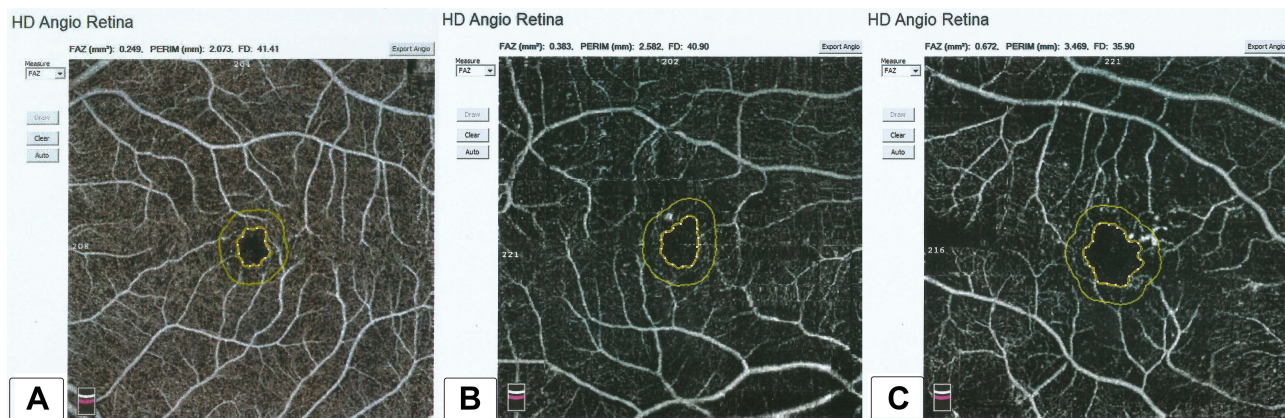 HD Angio Retina
FAZ (mm²): 0.249, PERIM (mm): 2.073, FD: 41.41
Export Angio
Measure
FAZ
204
Draw
Clear
Auto
208
A
HD Angio Retina
FAZ (mm²): 0.383, PERIM (mm): 2.582, FD: 40.90
Export Angio
Measure
FAZ
202
Draw
Clear
Auto
221
B
HD Angio Retina
FAZ (mm²): 0.672, PERIM (mm): 3.469, FD: 35.90
Export Angio
Measure
FAZ
221
Draw
Clear
Auto
216
C